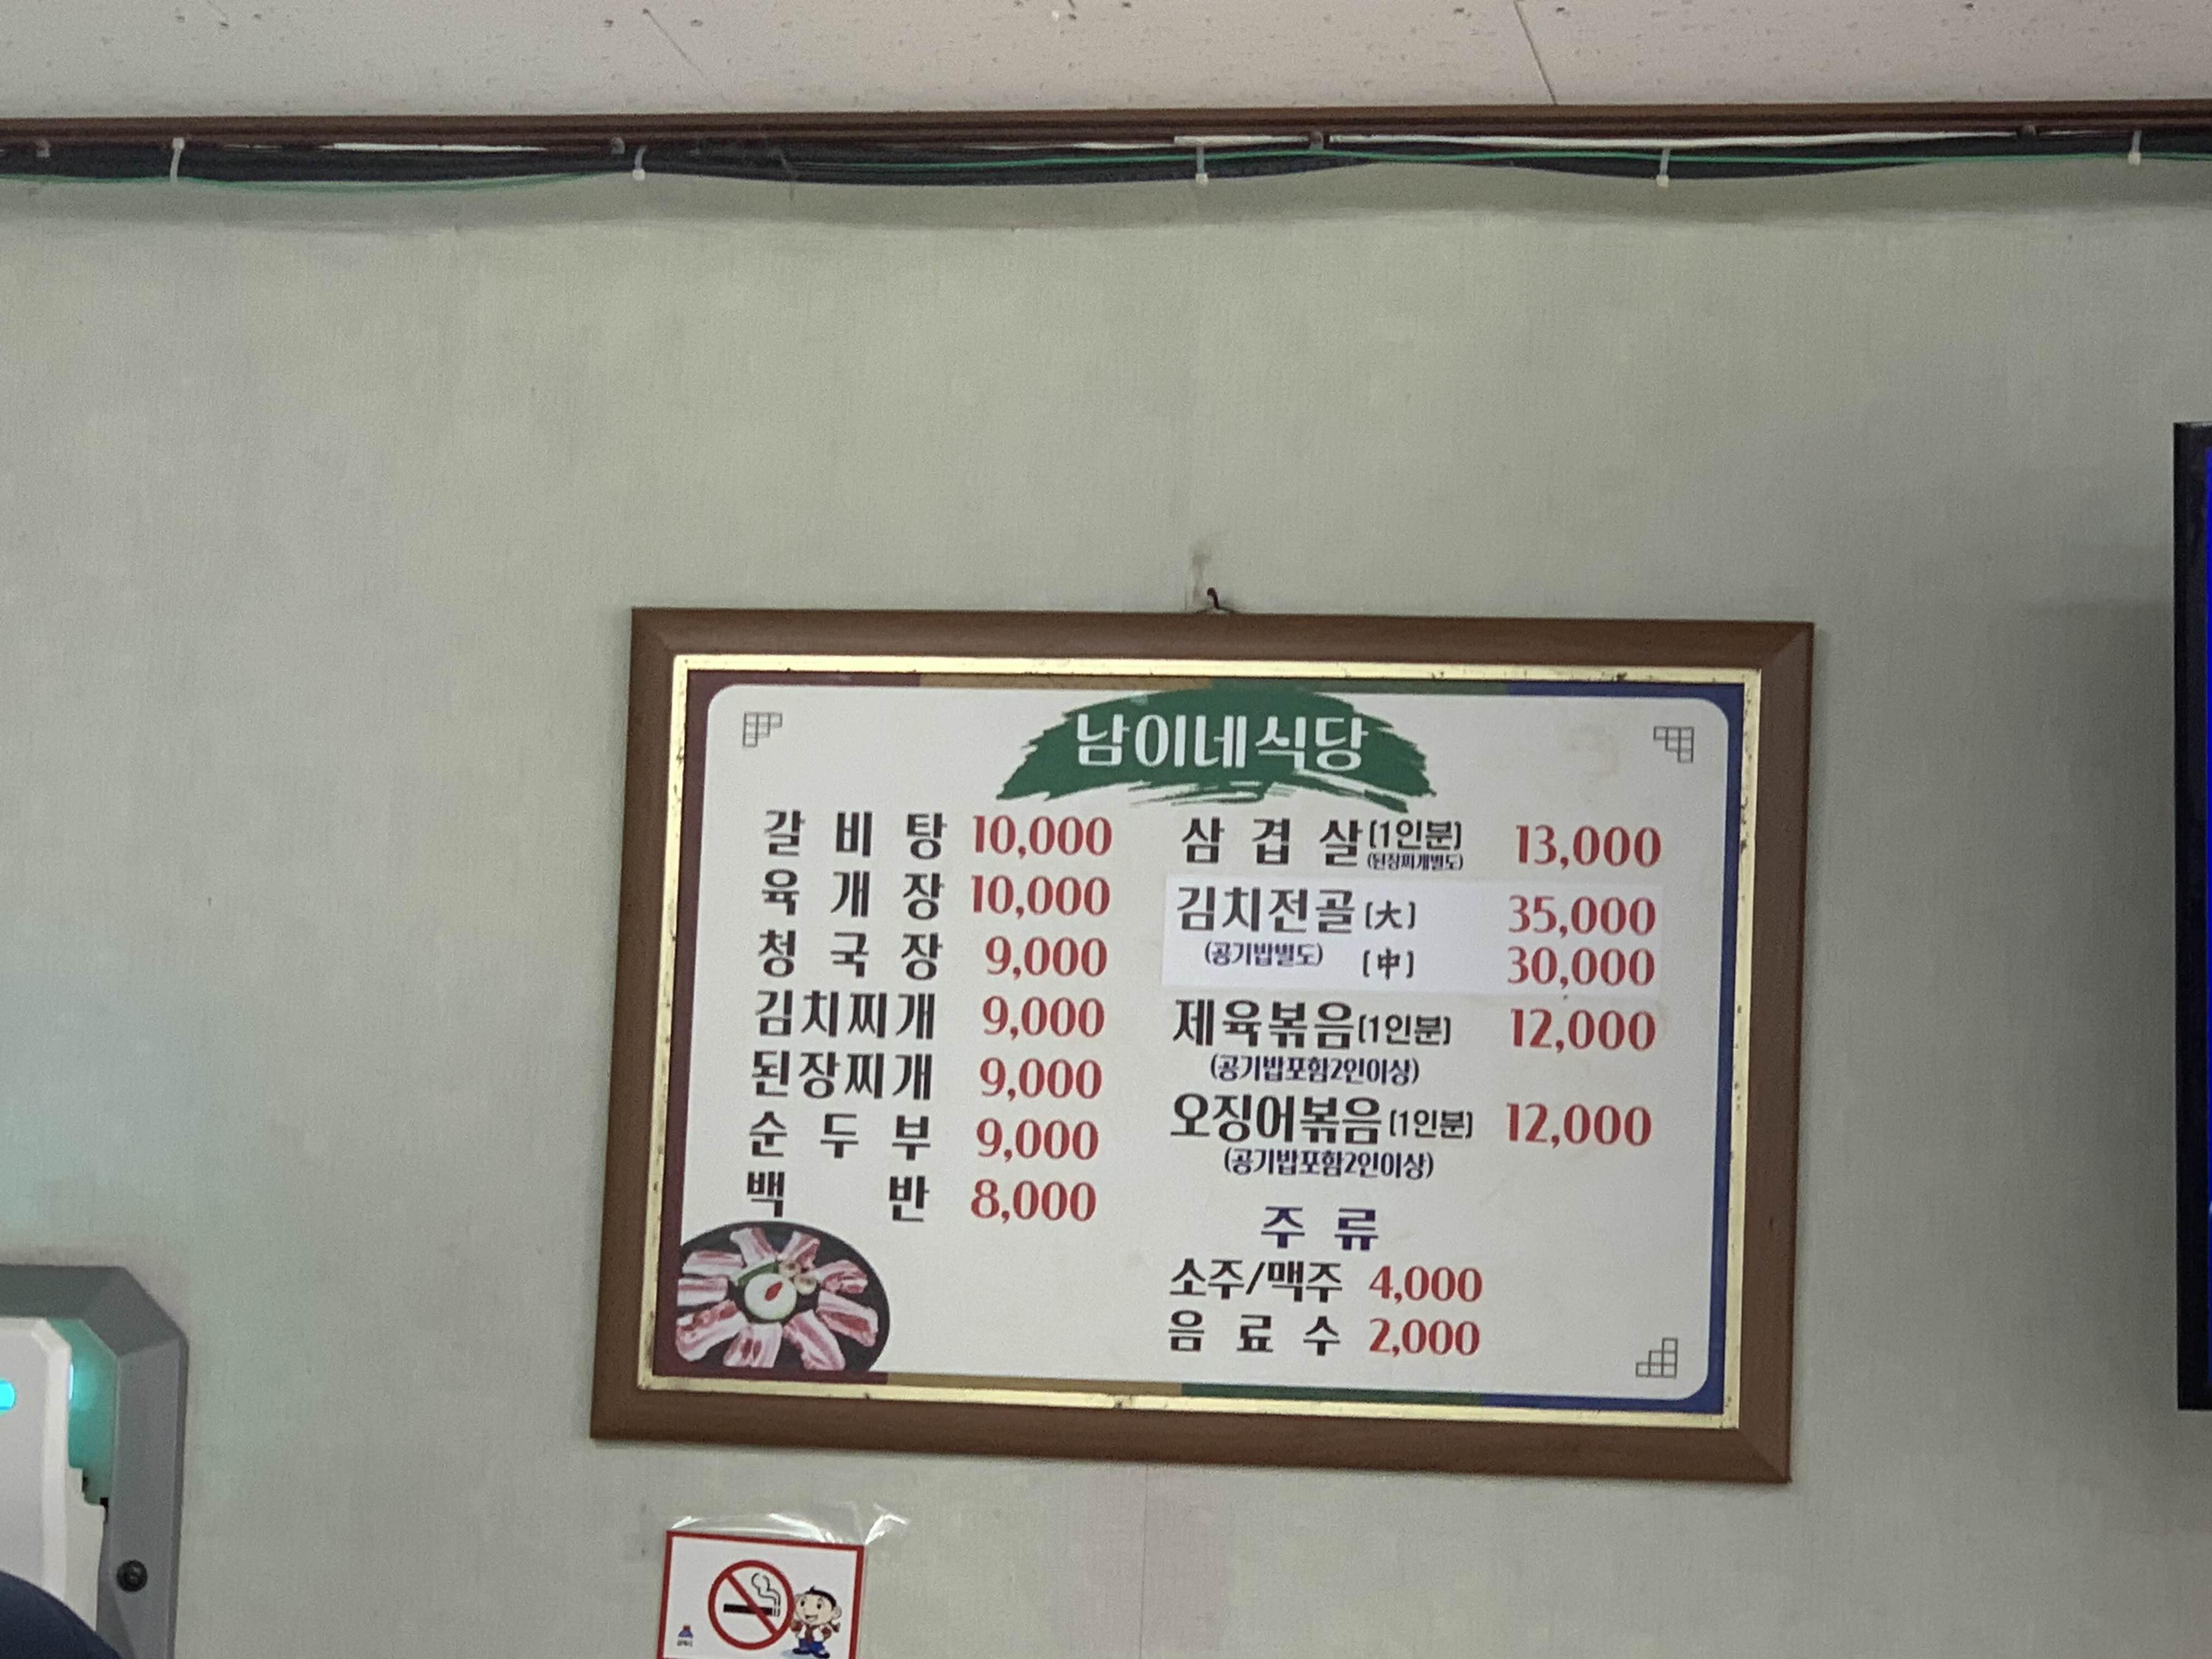 남이네식당
갈비탕 10,000
육개장 10,000
청국장 9,000
김치찌개 9,000
된장찌개 9,000
순두부 9,000
백반 8,000
삼겹살(1인분) 13,000
(된장찌개별도)
김치전골(大) 35,000
(공기밥별도) (中) 30,000
제육볶음(1인분) 12,000
(공기밥포함2인이상)
오징어볶음(1인분) 12,000
(공기밥포함2인이상)
주류
소주/맥주 4,000
음료수 2,000